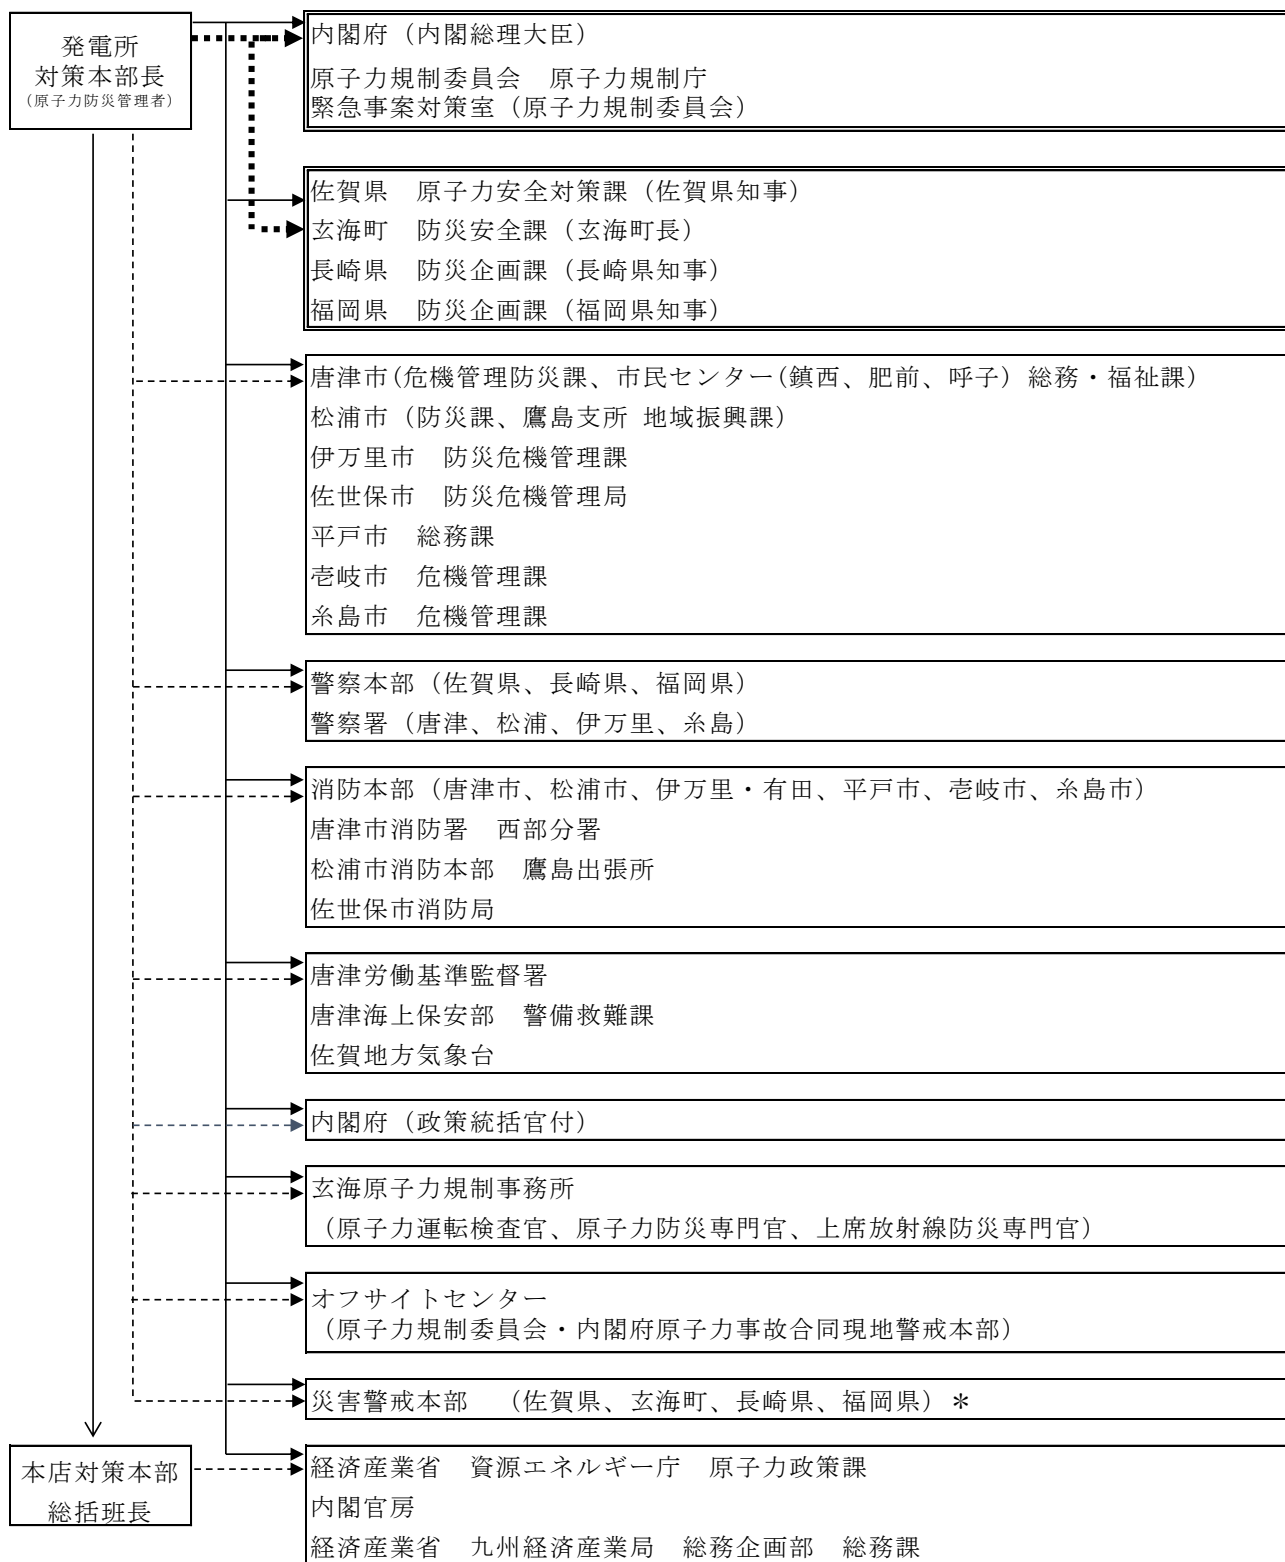 発電所
対策本部長
（原子力防災管理者）
内閣府（内閣総理大臣）
原子力規制委員会　原子力規制庁
緊急事案対策室（原子力規制委員会）
佐賀県　原子力安全対策課（佐賀県知事）
玄海町　防災安全課（玄海町長）
長崎県　防災企画課（長崎県知事）
福岡県　防災企画課（福岡県知事）
唐津市(危機管理防災課、市民センター(鎮西、肥前、呼子）総務・福祉課）
松浦市（防災課、鷹島支所 地域振興課）
伊万里市　防災危機管理課
佐世保市　防災危機管理局
平戸市　総務課
壱岐市　危機管理課
糸島市　危機管理課
警察本部（佐賀県、長崎県、福岡県）
警察署（唐津、松浦、伊万里、糸島）
消防本部（唐津市、松浦市、伊万里・有田、平戸市、壱岐市、糸島市）
唐津市消防署　西部分署
松浦市消防本部　鷹島出張所
佐世保市消防局
唐津労働基準監督署
唐津海上保安部　警備救難課
佐賀地方気象台
内閣府（政策統括官付）
玄海原子力規制事務所
（原子力運転検査官、原子力防災専門官、上席放射線防災専門官）
オフサイトセンター
（原子力規制委員会・内閣府原子力事故合同現地警戒本部）
災害警戒本部　（佐賀県、玄海町、長崎県、福岡県）＊
本店対策本部
総括班長
経済産業省　資源エネルギー庁　原子力政策課
内閣官房
経済産業省　九州経済産業局　総務企画部　総務課